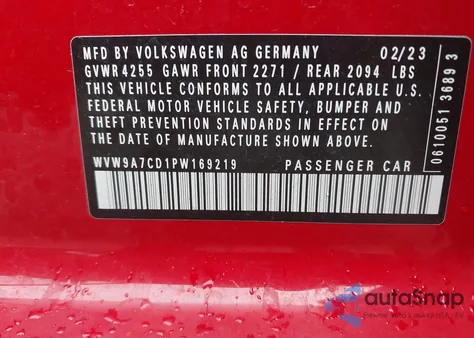 MFD BY VOLKSWAGEN AG GERMANY 02/23
GVWR 4255 GAWR FRONT 2271 / REAR 2094 LBS
THIS VEHICLE CONFORMS TO ALL APPLICABLE U.S.
FEDERAL MOTOR VEHICLE SAFETY, BUMPER AND
THEFT PREVENTION STANDARDS IN EFFECT ON
THE DATE OF MANUFACTURE SHOWN ABOVE.
WVW9A7CD1PW169219 PASSENGER CAR
0610051 36893
autoSnap